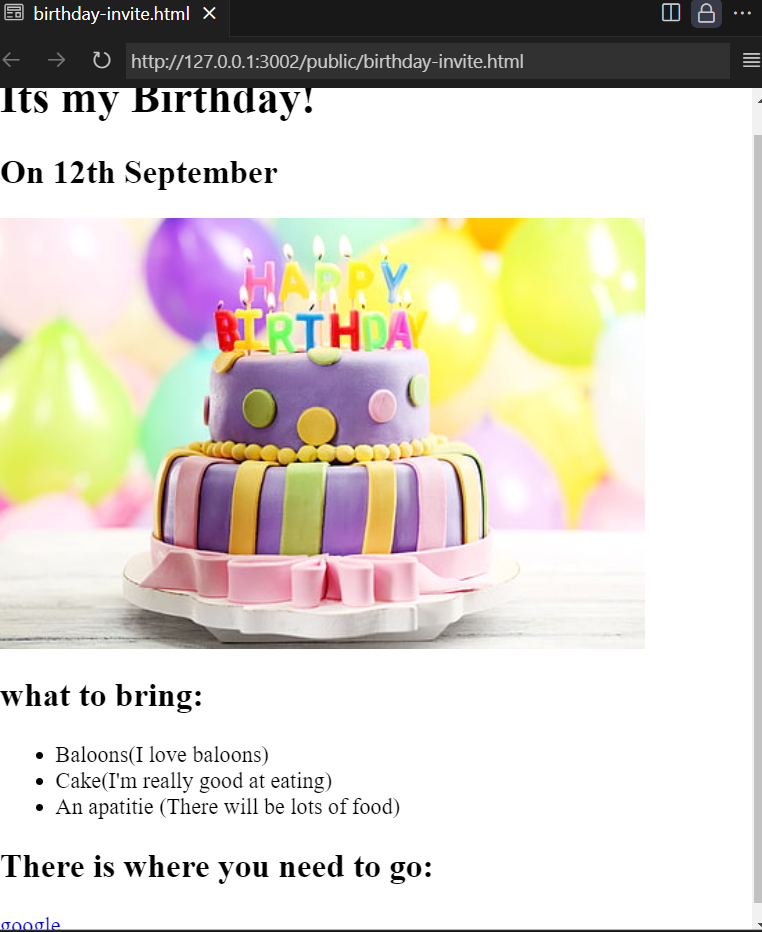 birthday-invite.html
http://127.0.0.1:3002/public/birthday-invite.html
Its my Birthday!
On 12th September
HAPPY
BIRTHDAY
what to bring:
Baloons(I love baloons)
Cake(I'm really good at eating)
An apatitie (There will be lots of food)
There is where you need to go:
google